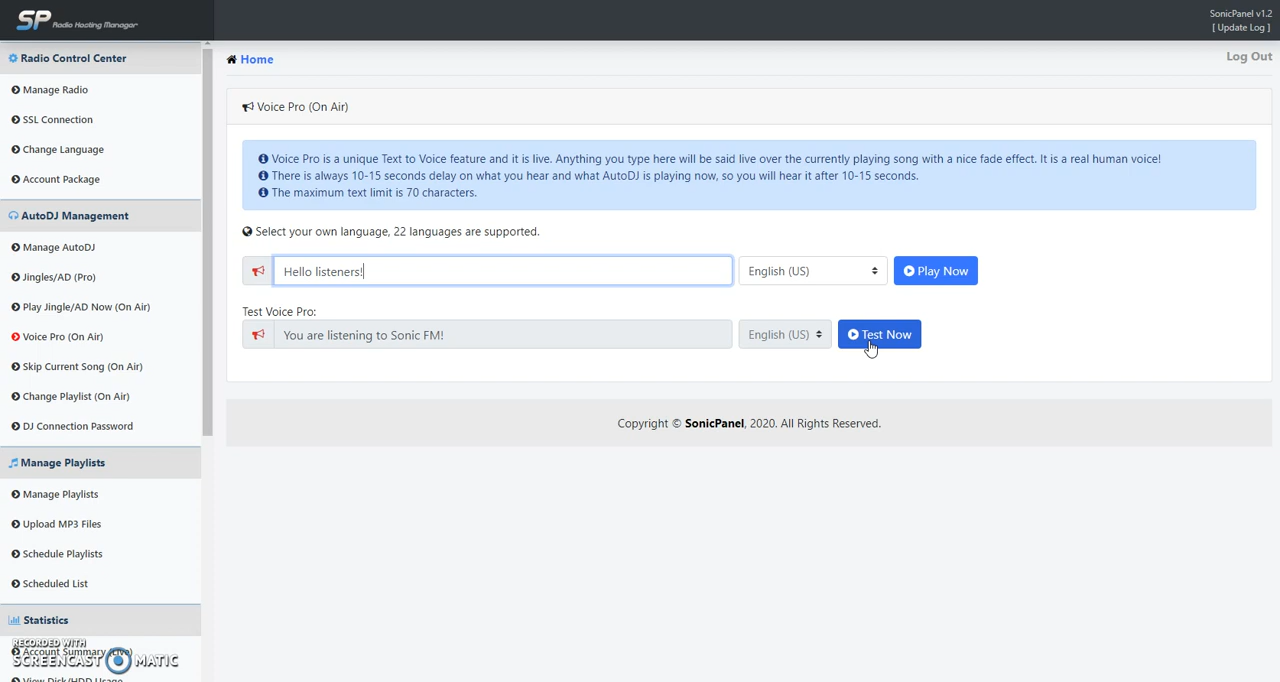 SP Radio Hosting Manager
SonicPanel v1.2
[ Update Log ]
Radio Control Center
Manage Radio
SSL Connection
Change Language
Account Package
AutoDJ Management
Manage AutoDJ
Jingles/AD (Pro)
Play Jingle/AD Now (On Air)
Voice Pro (On Air)
Skip Current Song (On Air)
Change Playlist (On Air)
DJ Connection Password
Manage Playlists
Manage Playlists
Upload MP3 Files
Schedule Playlists
Scheduled List
Statistics
Account Summary (Live)
RECORDED WITH
SCREENCAST MATIC
View Disk/HDD Usage
Home
Log Out
Voice Pro (On Air)
Voice Pro is a unique Text to Voice feature and it is live. Anything you type here will be said live over the currently playing song with a nice fade effect. It is a real human voice!
There is always 10-15 seconds delay on what you hear and what AutoDJ is playing now, so you will hear it after 10-15 seconds.
The maximum text limit is 70 characters.
Select your own language, 22 languages are supported.
Hello listeners!
English (US)
Play Now
Test Voice Pro:
You are listening to Sonic FM!
English (US)
Test Now
Copyright © SonicPanel, 2020. All Rights Reserved.